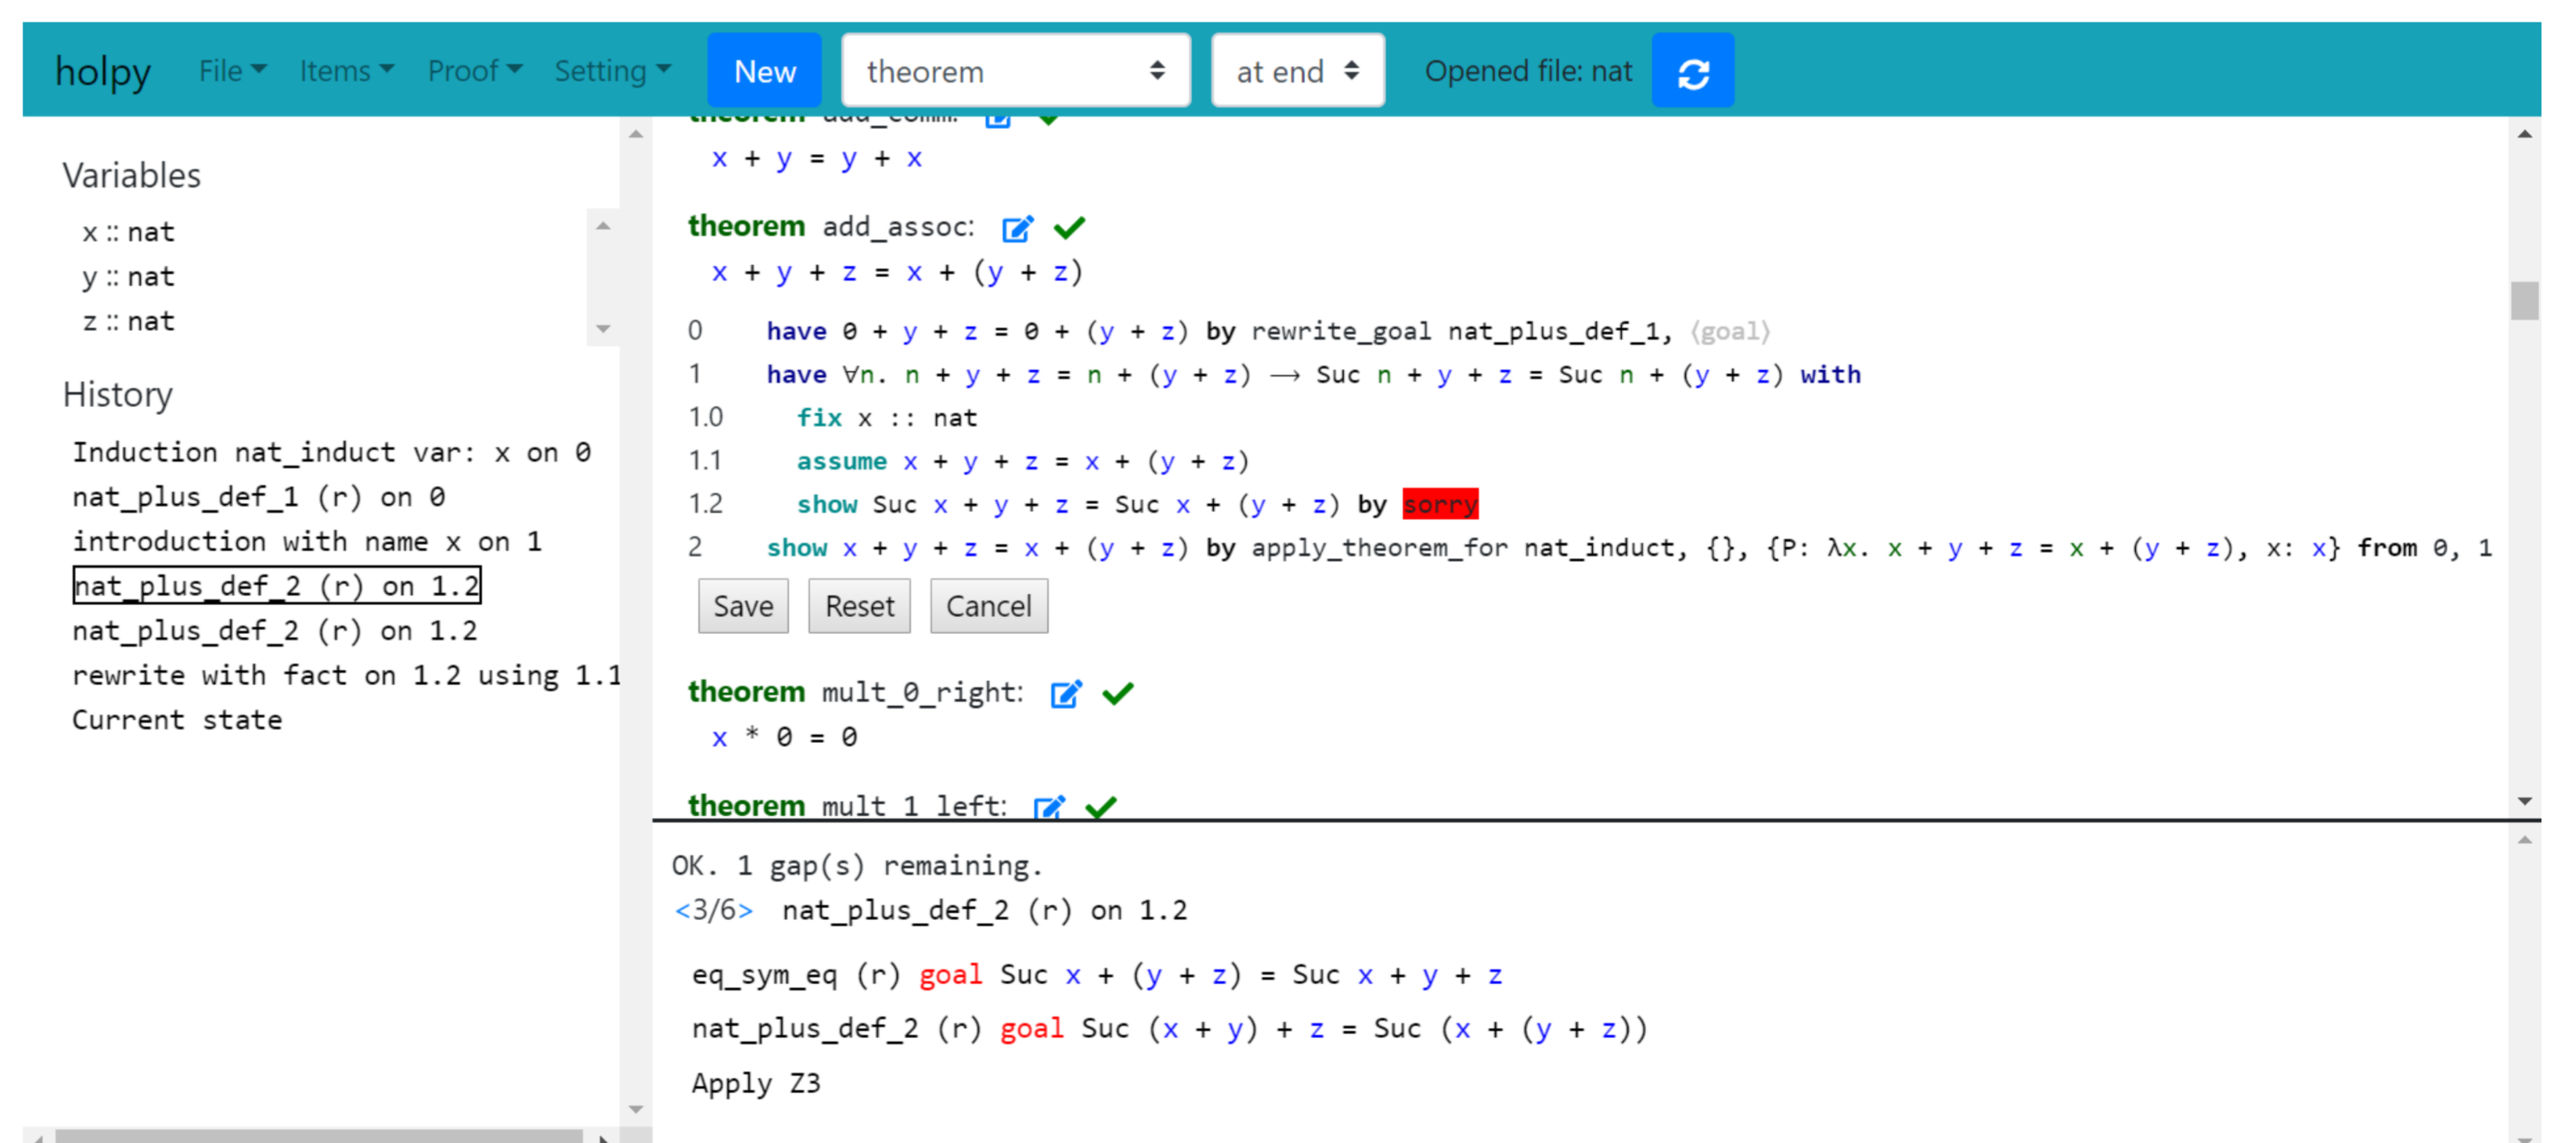 holpy File Items Proof Setting New theorem at end Opened file: nat
Variables
x :: nat
y :: nat
z :: nat
History
Induction nat_induct var: x on 0
nat_plus_def_1 (r) on 0
introduction with name x on 1
nat_plus_def_2 (r) on 1.2
nat_plus_def_2 (r) on 1.2
rewrite with fact on 1.2 using 1.1
Current state
theorem add_comm:
x + y = y + x
theorem add_assoc:
x + y + z = x + (y + z)
0 have 0 + y + z = 0 + (y + z) by rewrite_goal nat_plus_def_1, ⟨goal⟩
1 have ∀n. n + y + z = n + (y + z) ⟶ Suc n + y + z = Suc n + (y + z) with
1.0 fix x :: nat
1.1 assume x + y + z = x + (y + z)
1.2 show Suc x + y + z = Suc x + (y + z) by sorry
2 show x + y + z = x + (y + z) by apply_theorem_for nat_induct, {}, {P: λx. x + y + z = x + (y + z), x: x} from 0, 1
Save Reset Cancel
theorem mult_0_right:
x * 0 = 0
theorem mult_1_left:
OK. 1 gap(s) remaining.
<3/6> nat_plus_def_2 (r) on 1.2
eq_sym_eq (r) goal Suc x + (y + z) = Suc x + y + z
nat_plus_def_2 (r) goal Suc (x + y) + z = Suc (x + (y + z))
Apply Z3